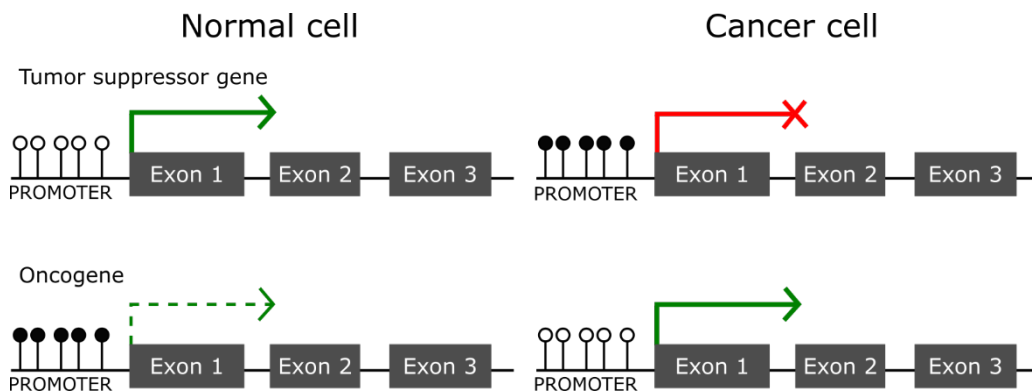 Normal cell
Cancer cell
Tumor suppressor gene
PROMOTER
Exon 1
Exon 2
Exon 3
PROMOTER
Exon 1
Exon 2
Exon 3
Oncogene
PROMOTER
Exon 1
Exon 2
Exon 3
PROMOTER
Exon 1
Exon 2
Exon 3